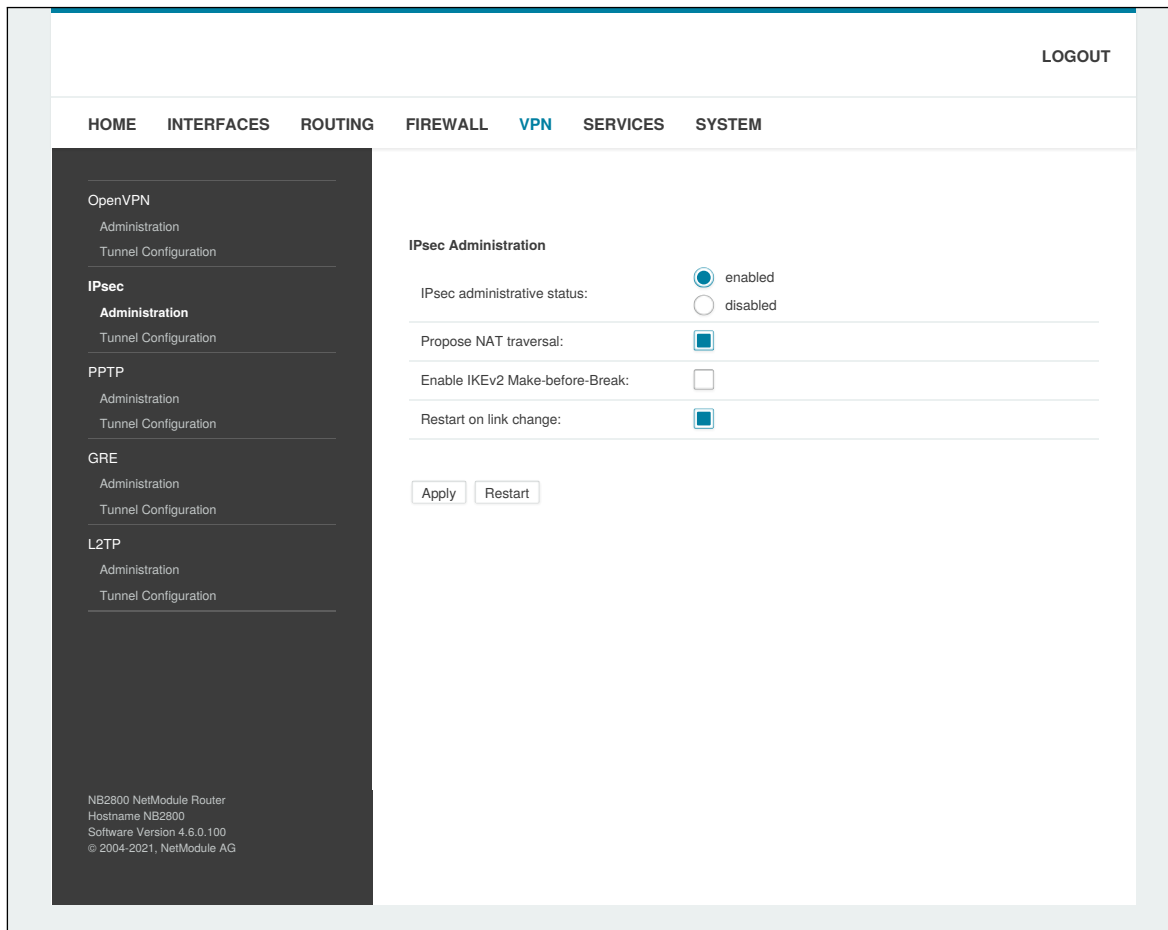 LOGOUT
HOME INTERFACES ROUTING FIREWALL VPN SERVICES SYSTEM
OpenVPN
Administration
Tunnel Configuration
IPsec
Administration
Tunnel Configuration
PPTP
Administration
Tunnel Configuration
GRE
Administration
Tunnel Configuration
L2TP
Administration
Tunnel Configuration
NB2800 NetModule Router
Hostname NB2800
Software Version 4.6.0.100
© 2004-2021, NetModule AG
IPsec Administration
IPsec administrative status:
enabled
disabled
Propose NAT traversal:
Enable IKEv2 Make-before-Break:
Restart on link change:
Apply Restart